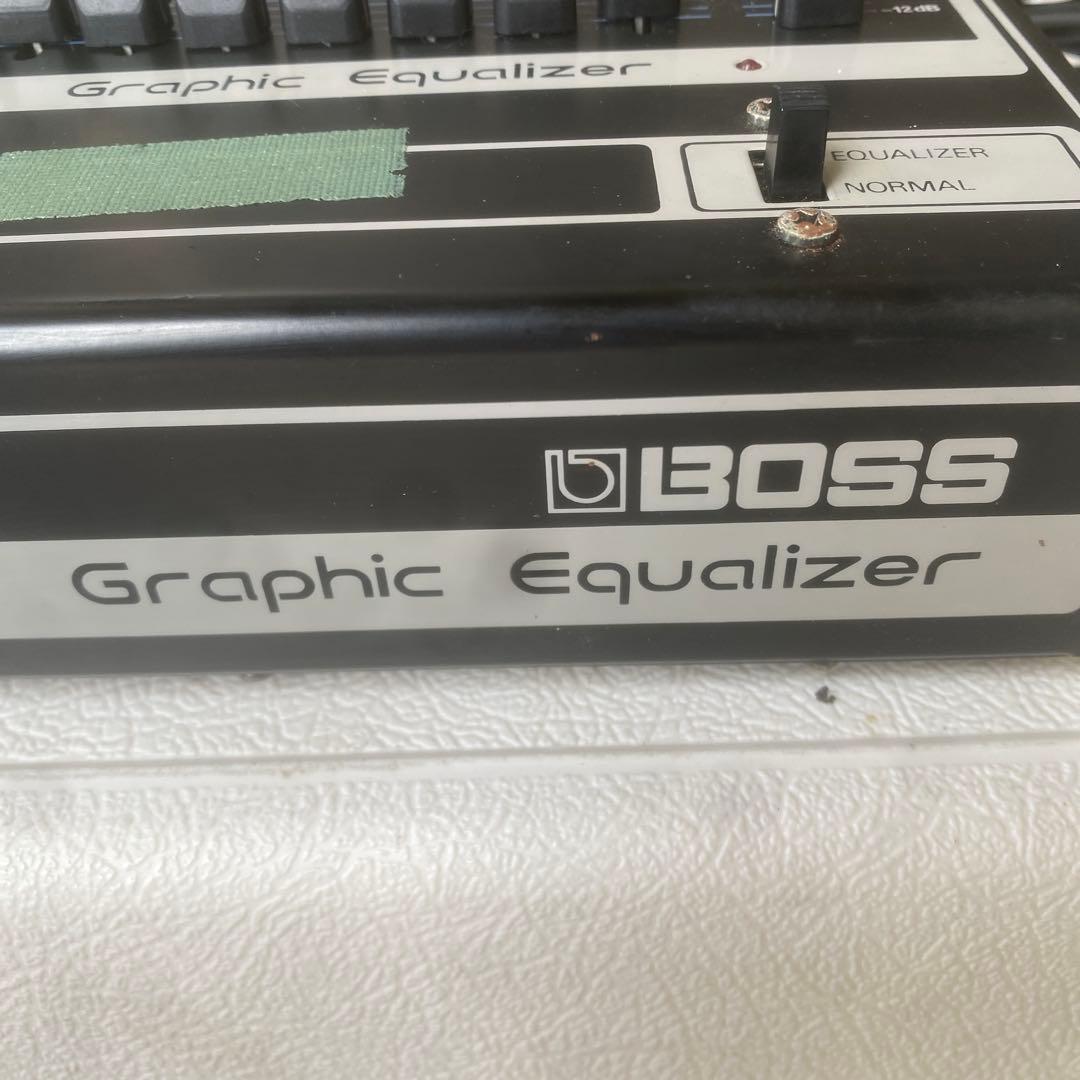 -12dB
Graphic Equalizer
EQUALIZER
NORMAL
BOSS
Graphic Equalizer